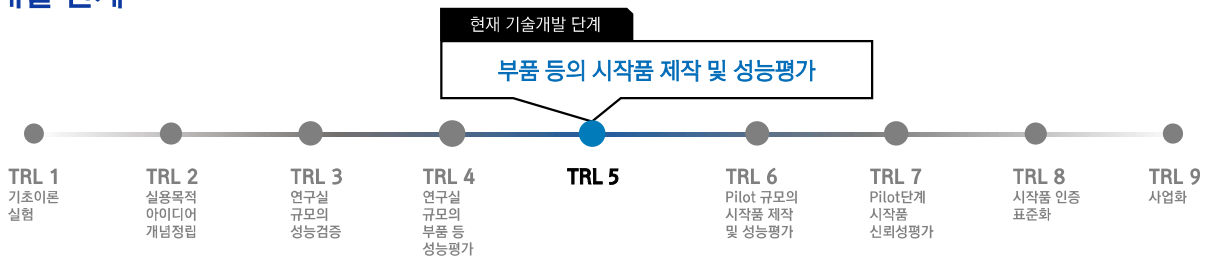 현재 기술개발 단계
부품 등의 시작품 제작 및 성능평가
TRL 1
기초이론
실험
TRL 2
실용목적
아이디어
개념정립
TRL 3
연구실
규모의
성능검증
TRL 4
연구실
규모의
부품 등
성능평가
TRL 5
TRL 6
Pilot 규모의
시작품 제작
및 성능평가
TRL 7
Pilot단계
시작품
신뢰성평가
TRL 8
시작품 인증
표준화
TRL 9
사업화